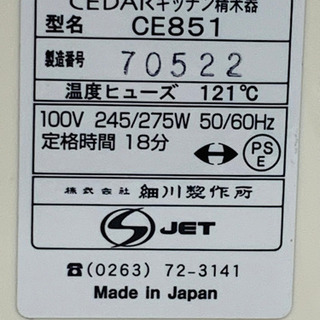 CEDARキッチン精米器
型名 CE851
製造番号 70522
温度ヒューズ 121℃
100V 245/275W 50/60Hz
定格時間 18分
PS
E
株式会社 細川製作所
S JET
☎(0263) 72-3141
Made in Japan